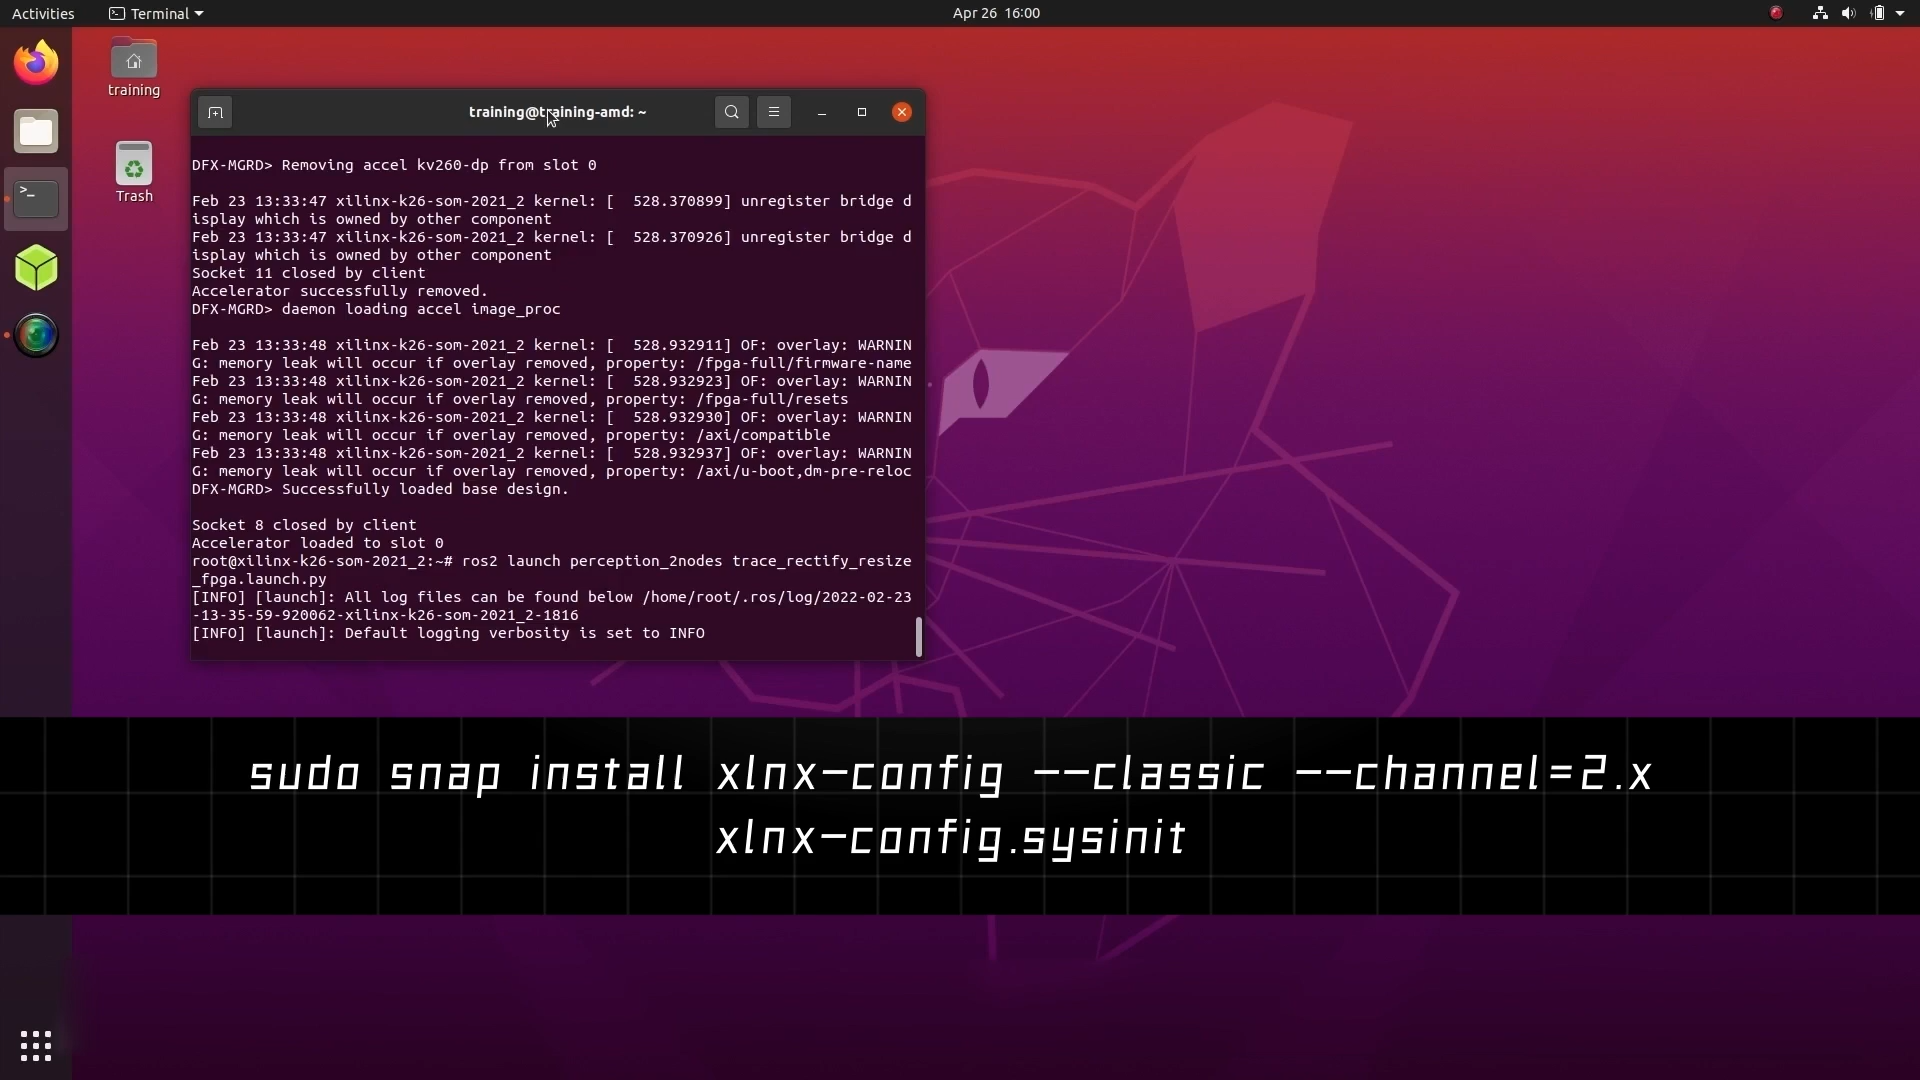 Activities
Terminal
Apr 26 16:00
training
Trash
training@training-amd: ~
DFX-MGRD> Removing accel kv260-dp from slot 0
Feb 23 13:33:47 xilinx-k26-som-2021_2 kernel: [  528.370899] unregister bridge d
isplay which is owned by other component
Feb 23 13:33:47 xilinx-k26-som-2021_2 kernel: [  528.370926] unregister bridge d
isplay which is owned by other component
Socket 11 closed by client
Accelerator successfully removed.
DFX-MGRD> daemon loading accel image_proc
Feb 23 13:33:48 xilinx-k26-som-2021_2 kernel: [  528.932911] OF: overlay: WARNIN
G: memory leak will occur if overlay removed, property: /fpga-full/firmware-name
Feb 23 13:33:48 xilinx-k26-som-2021_2 kernel: [  528.932923] OF: overlay: WARNIN
G: memory leak will occur if overlay removed, property: /fpga-full/resets
Feb 23 13:33:48 xilinx-k26-som-2021_2 kernel: [  528.932930] OF: overlay: WARNIN
G: memory leak will occur if overlay removed, property: /axi/compatible
Feb 23 13:33:48 xilinx-k26-som-2021_2 kernel: [  528.932937] OF: overlay: WARNIN
G: memory leak will occur if overlay removed, property: /axi/u-boot,dm-pre-reloc
DFX-MGRD> Successfully loaded base design.
Socket 8 closed by client
Accelerator loaded to slot 0
root@xilinx-k26-som-2021_2:~# ros2 launch perception_2nodes trace_rectify_resize
_fpga.launch.py
[INFO] [launch]: All log files can be found below /home/root/.ros/log/2022-02-23
-13-35-59-920062-xilinx-k26-som-2021_2-1816
[INFO] [launch]: Default logging verbosity is set to INFO
sudo snap install xlnx-config --classic --channel=2.x
xlnx-config.sysinit